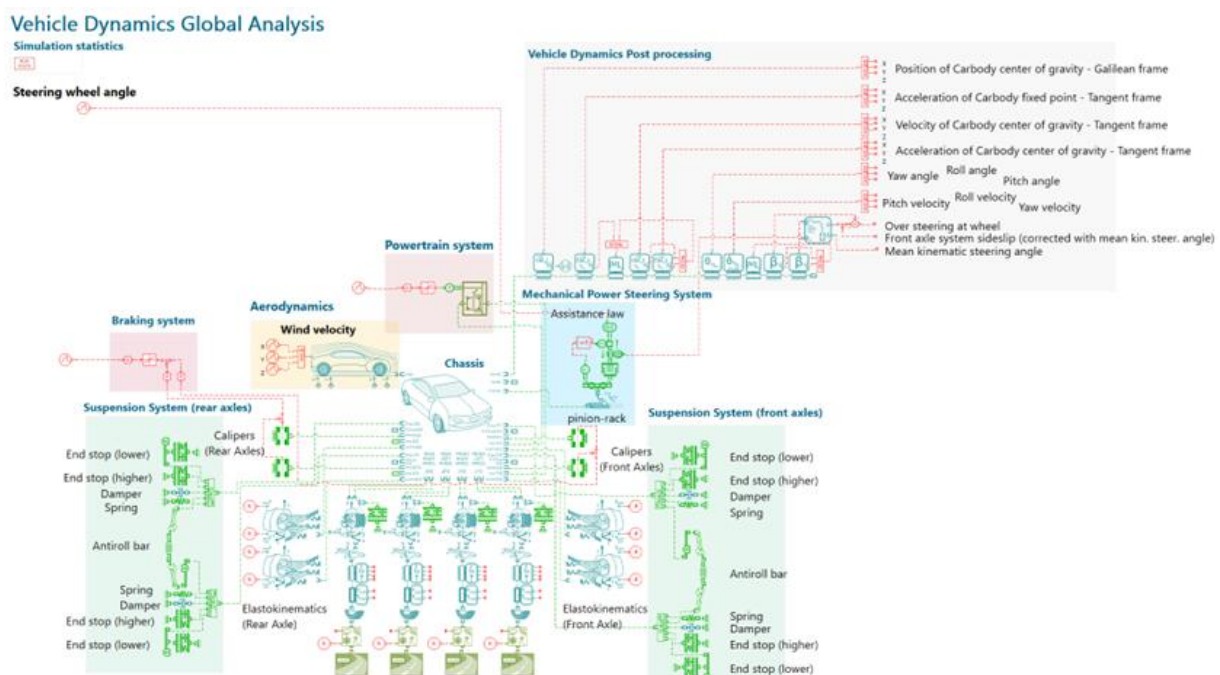 Vehicle Dynamics Global Analysis
Simulation statistics
Steering wheel angle
Vehicle Dynamics Post processing
X
Y
Z
Position of Carbody center of gravity - Galilean frame
Acceleration of Carbody fixed point - Tangent frame
Velocity of Carbody center of gravity - Tangent frame
Acceleration of Carbody center of gravity - Tangent frame
Yaw angle Roll angle Pitch angle
Pitch velocity Roll velocity Yaw velocity
Over steering at wheel
Front axle system sideslip (corrected with mean kin. steer. angle)
Mean kinematic steering angle
Powertrain system
Mechanical Power Steering System
Assistance law
pinion-rack
Aerodynamics
Wind velocity
X
Y
Z
Braking system
Chassis
Suspension System (rear axles)
End stop (lower)
End stop (higher)
Damper
Spring
Antiroll bar
Spring
Damper
End stop (higher)
End stop (lower)
Calipers
(Rear Axles)
Elastokinematics
(Rear Axle)
Calipers
(Front Axles)
Elastokinematics
(Front Axle)
Suspension System (front axles)
End stop (lower)
End stop (higher)
Damper
Spring
Antiroll bar
Spring
Damper
End stop (higher)
End stop (lower)